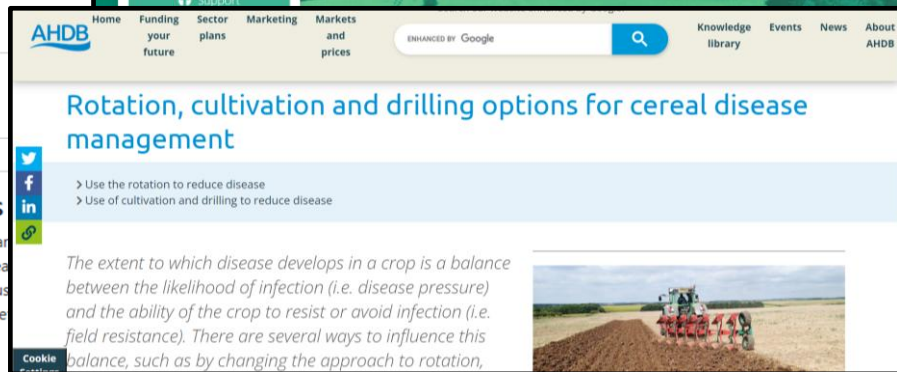 Support
AHDB
Home
Funding
your
future
Sector
plans
Marketing
Markets
and
prices
ENHANCED BY Google
Knowledge
library
Events
News
About
AHDB
Rotation, cultivation and drilling options for cereal disease
management
> Use the rotation to reduce disease
> Use of cultivation and drilling to reduce disease
The extent to which disease develops in a crop is a balance
between the likelihood of infection (i.e. disease pressure)
and the ability of the crop to resist or avoid infection (i.e.
field resistance). There are several ways to influence this
balance, such as by changing the approach to rotation,
Cookie
Settings